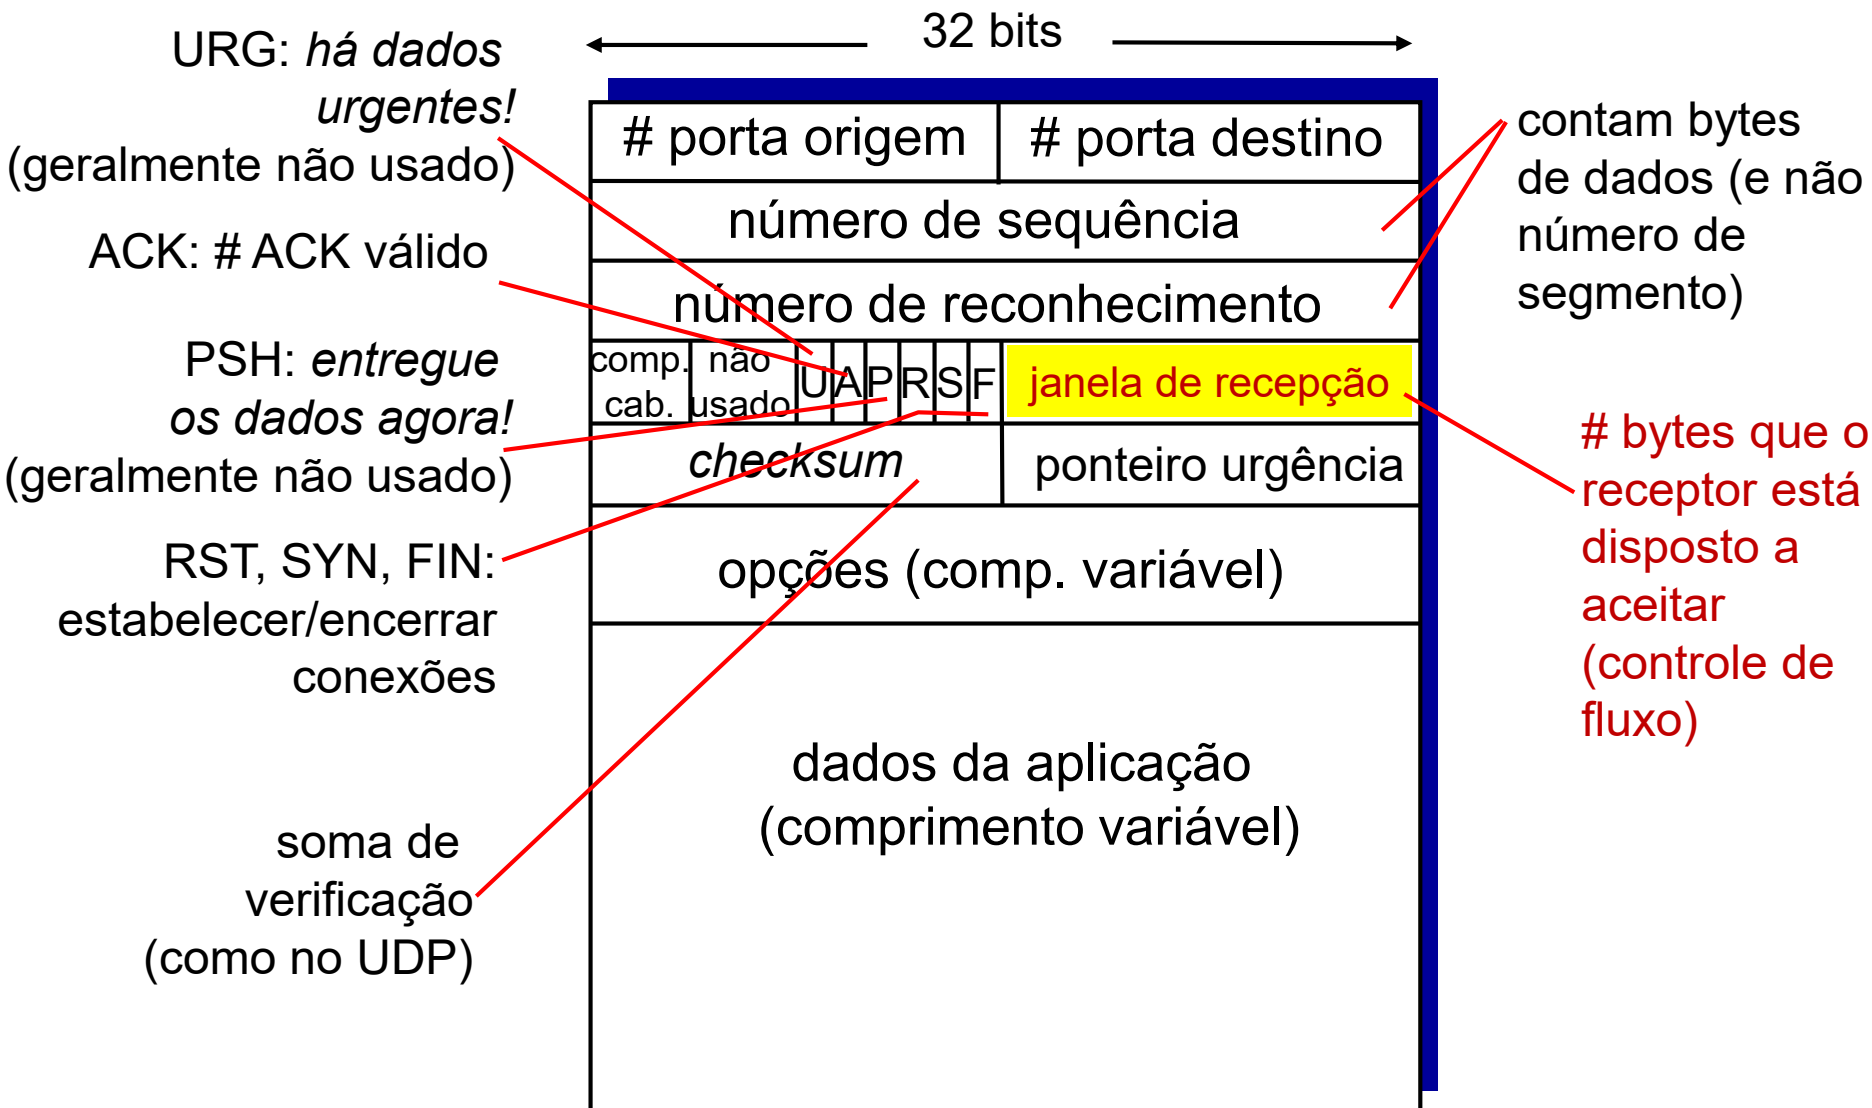 32 bits
URG: há dados
urgentes!
(geralmente não usado)
ACK: # ACK válido
PSH: entregue
os dados agora!
(geralmente não usado)
RST, SYN, FIN:
estabelecer/encerrar
conexões
soma de
verificação
(como no UDP)
# porta origem
# porta destino
número de sequência
número de reconhecimento
comp.
cab.
não
usado
U
A
P
R
S
F
janela de recepção
checksum
ponteiro urgência
opções (comp. variável)
dados da aplicação
(comprimento variável)
contam bytes
de dados (e não
número de
segmento)
# bytes que o
receptor está
disposto a
aceitar
(controle de
fluxo)